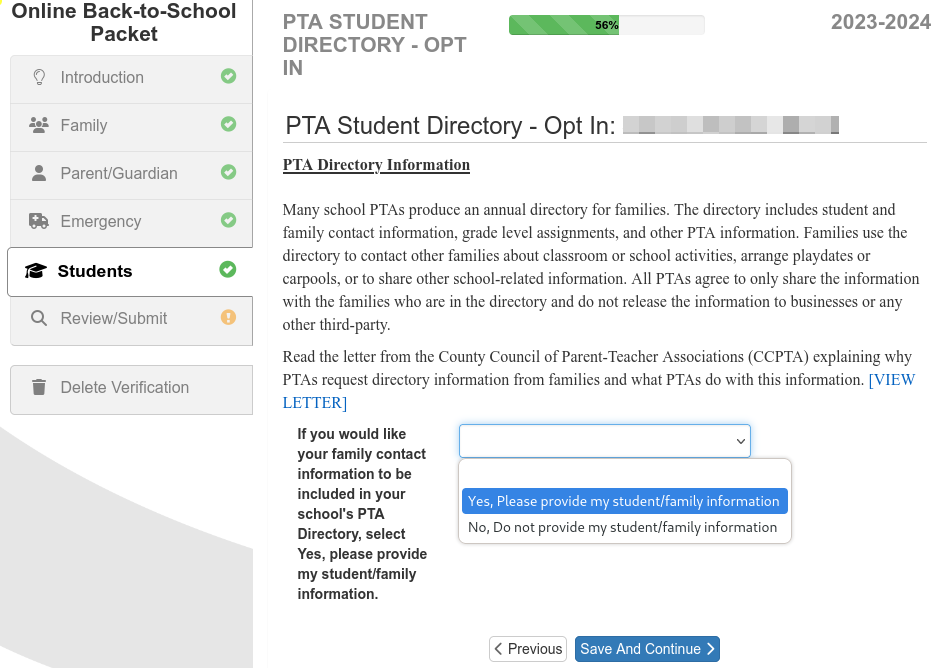 Online Back-to-School
Packet
Introduction
Family
Parent/Guardian
Emergency
Students
Review/Submit
Delete Verification
PTA STUDENT
DIRECTORY - OPT
IN
56%
2023-2024
PTA Student Directory - Opt In:
PTA Directory Information
Many school PTAs produce an annual directory for families. The directory includes student and
family contact information, grade level assignments, and other PTA information. Families use the
directory to contact other families about classroom or school activities, arrange playdates or
carpools, or to share other school-related information. All PTAs agree to only share the information
with the families who are in the directory and do not release the information to businesses or any
other third-party.
Read the letter from the County Council of Parent-Teacher Associations (CCPTA) explaining why
PTAs request directory information from families and what PTAs do with this information. [VIEW
LETTER]
If you would like
your family contact
information to be
included in your
school's PTA
Directory, select
Yes, please provide
my student/family
information.
Yes, Please provide my student/family information
No, Do not provide my student/family information
Previous
Save And Continue